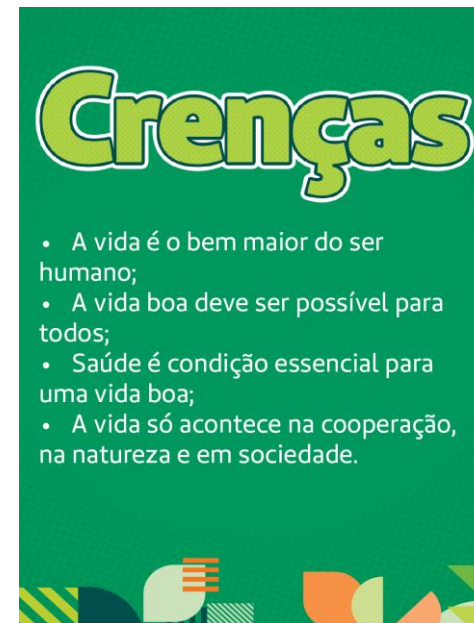 Crenças
• A vida é o bem maior do ser
humano;
• A vida boa deve ser possível para
todos;
• Saúde é condição essencial para
uma vida boa;
• A vida só acontece na cooperação,
na natureza e em sociedade.